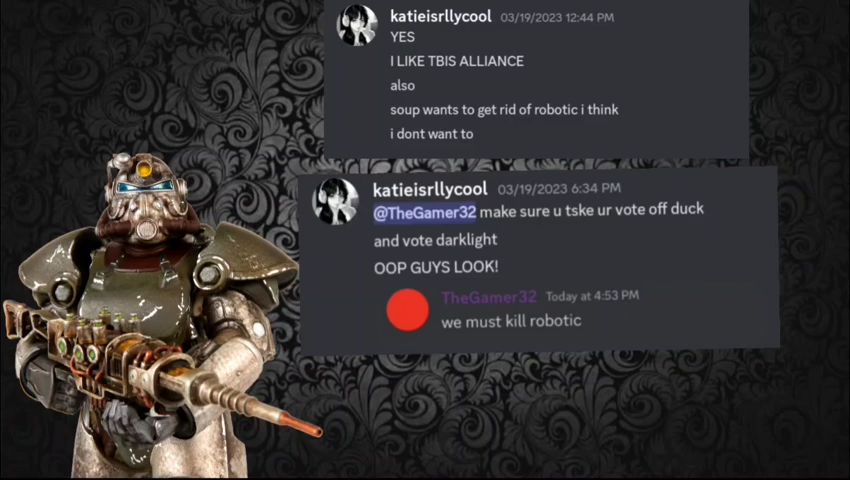 katieisrllycool 03/19/2023 12:44 PM
YES
I LIKE TBIS ALLIANCE
also
soup wants to get rid of robotic i think
i dont want to
katieisrllycool 03/19/2023 6:34 PM
@TheGamer32 make sure u tske ur vote off duck
and vote darklight
OOP GUYS LOOK!
TheGamer32 Today at 4:53 PM
we must kill robotic